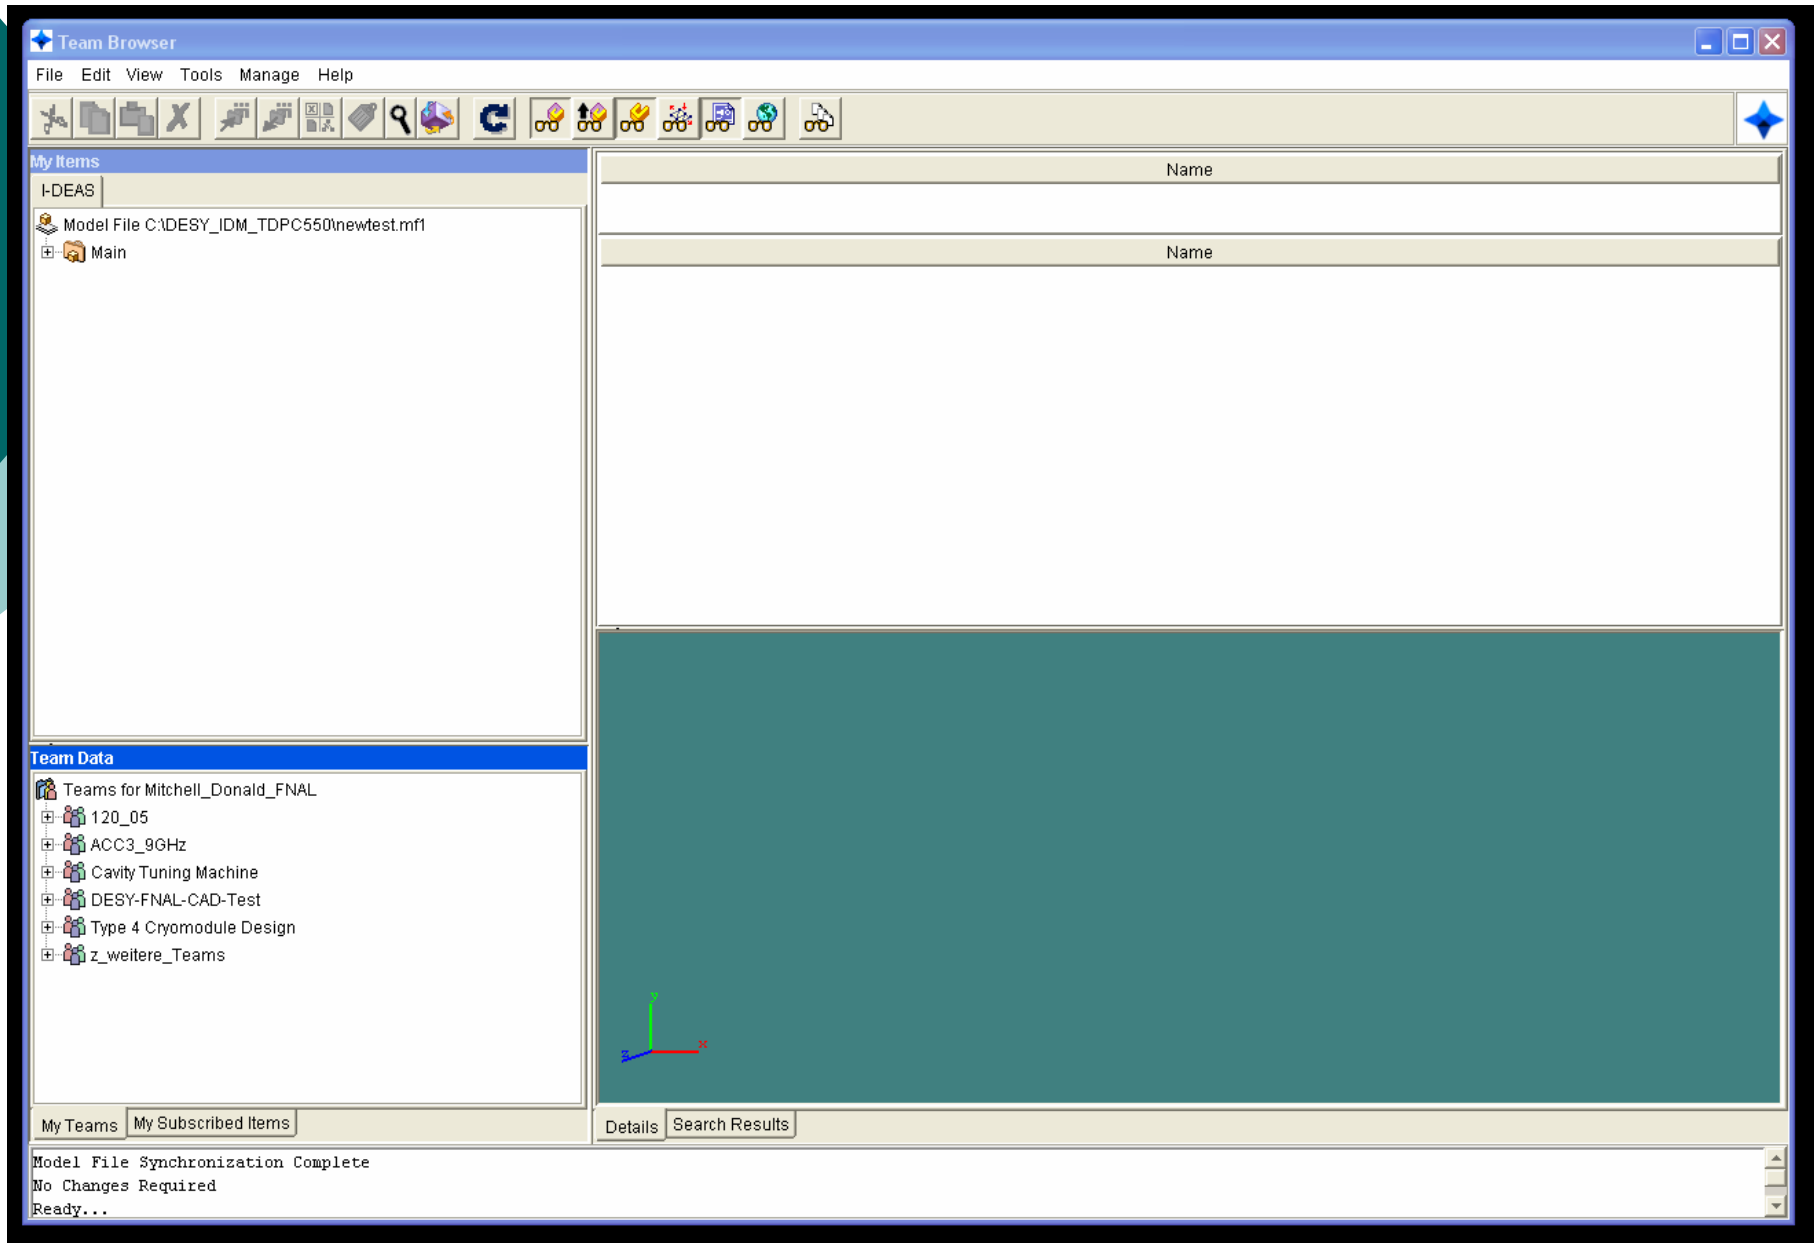 Team Browser
File Edit View Tools Manage Help
My Items
I-DEAS
Model File C:\DESY_IDM_TDPC550\newtest.mf1
Main
Name
Name
Team Data
Teams for Mitchell_Donald_FNAL
120_05
ACC3_9GHz
Cavity Tuning Machine
DESY-FNAL-CAD-Test
Type 4 Cryomodule Design
z_weitere_Teams
y
x
z
My Teams My Subscribed Items
Details Search Results
Model File Synchronization Complete
No Changes Required
Ready...